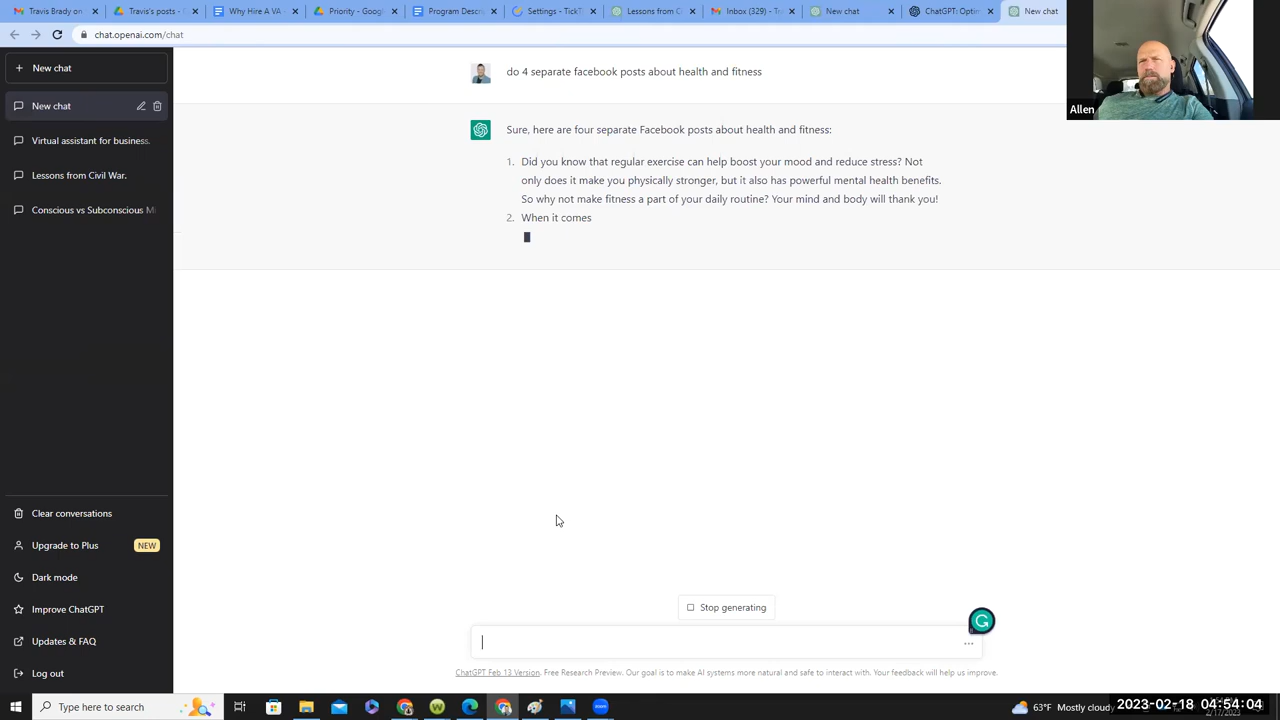 Travis Brady on
Travis's posts - G
Why Hire A VA -
Priority - Google
Program Descri
Settings - TickT
Lessons from Ci
Inbox (329) - Tra
New chat
ChatGPT: Optim
New chat
chat.openai.com/chat
Allen
New chat
New chat
Virtual assistant for business.
Lessons from Civil War.
Conscious vs Subconscious Mi
Clear conversations
Upgrade to Plus
NEW
Dark mode
Improve ChatGPT
Updates & FAQ
Log out
do 4 separate facebook posts about health and fitness
Sure, here are four separate Facebook posts about health and fitness:
1. Did you know that regular exercise can help boost your mood and reduce stress? Not
only does it make you physically stronger, but it also has powerful mental health benefits.
So why not make fitness a part of your daily routine? Your mind and body will thank you!
2. When it comes
Stop generating
ChatGPT Feb 13 Version. Free Research Preview. Our goal is to make AI systems more natural and safe to interact with. Your feedback will help us improve.
Type here to search
63°F Mostly cloudy
2023-02-18 04:54:04